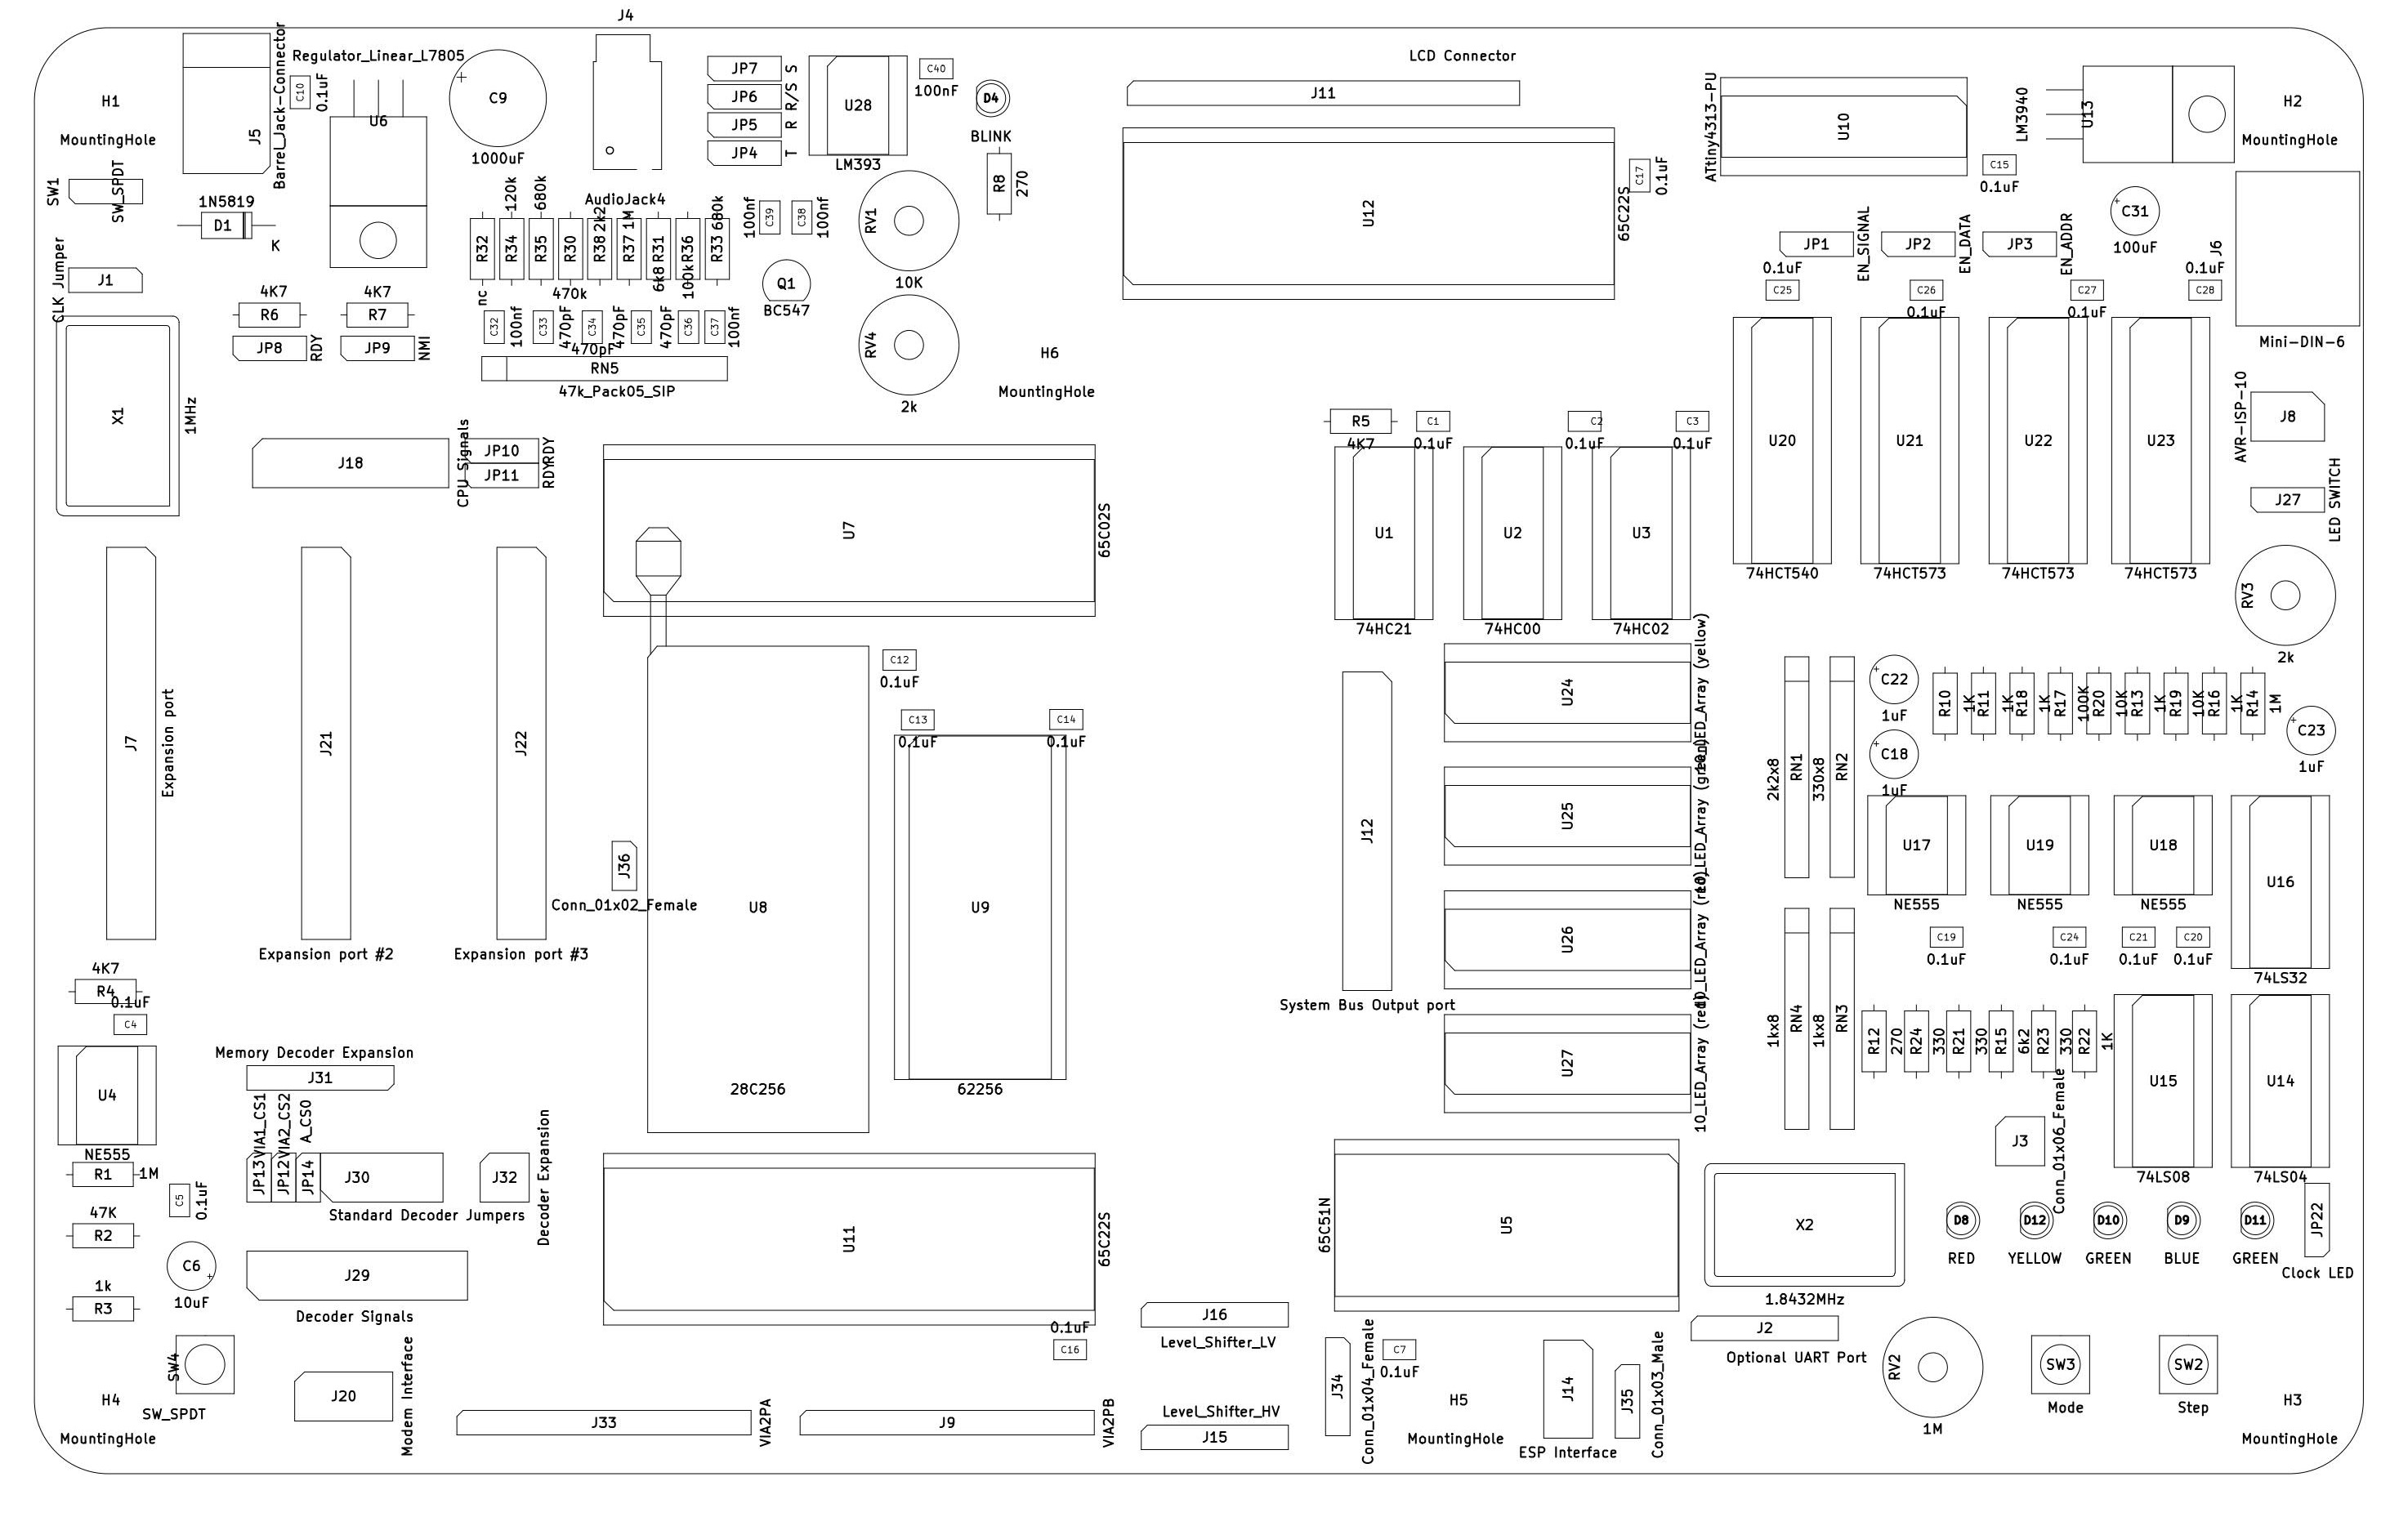 J4
Regulator_Linear_L7805
LCD Connector
H1
MountingHole
J5
Barrel_Jack-Connector
C10
0.1uF
U6
C9
1000uF
AudioJack4
JP7
S
JP6
R/S
JP5
R
JP4
T
U28
LM393
C40
100nF
D4
BLINK
R8
270
J11
U12
65C22S
C17
0.1uF
ATtiny4313-PU
U10
LM3940
U13
C15
0.1uF
H2
MountingHole
SW1
SW_SPDT
1N5819
D1
K
CLK Jumper
J1
4K7
R6
4K7
R7
JP8
RDY
JP9
NMI
X1
1MHz
R32
nc
R34
120k
R35
680k
R30
470k
R38
2k2
R37
1M
R31
6k8
R36
100k
R33
680k
C39
100nf
C38
100nf
Q1
BC547
RV1
10K
RV4
2k
C32
100nf
C33
470pF
C34
470pF
C35
470pF
C36
C37
100nf
RN5
47k_Pack05_SIP
H6
MountingHole
JP1
EN_SIGNAL
JP2
EN_DATA
JP3
EN_ADDR
C31
100uF
J6
Mini-DIN-6
0.1uF
C25
C26
0.1uF
C27
0.1uF
0.1uF
C28
U20
74HCT540
U21
74HCT573
U22
74HCT573
U23
74HCT573
AVR-ISP-10
J8
J27
LED SWITCH
RV3
2k
J18
CPU Signals
JP10
RDY
JP11
RDY
U7
65C02S
R5
4K7
C1
0.1uF
C2
0.1uF
C3
0.1uF
U1
74HC21
U2
74HC00
U3
74HC02
J7
Expansion port
J21
Expansion port #2
J22
Expansion port #3
J36
Conn_01x02_Female
U8
28C256
C12
0.1uF
C13
0.1uF
C14
0.1uF
U9
62256
J12
System Bus Output port
U24
10_LED_Array (yellow)
U25
10_LED_Array (green)
U26
10_LED_Array (red)
U27
10_LED_Array (red)
RN1
2k2x8
RN2
330x8
RN4
1kx8
RN3
1kx8
C22
1uF
C18
1uF
R10
1K
R11
1K
R18
1K
R17
100K
R20
10K
R13
1K
R19
10K
R16
1K
R14
1M
C23
1uF
U17
NE555
U19
NE555
U18
NE555
U16
74LS32
C19
0.1uF
C24
0.1uF
C21
0.1uF
C20
0.1uF
R12
270
R24
330
R21
330
R15
6k2
R23
330
R22
1K
J3
Conn_01x06_Female
U15
74LS08
U14
74LS04
4K7
R4
0.1uF
C4
U4
NE555
R1
1M
47K
R2
1k
R3
C5
0.1uF
C6
10uF
Memory Decoder Expansion
J31
JP13
VIA1_CS1
JP12
VIA2_CS2
JP14
A_CS0
J30
Standard Decoder Jumpers
J32
Decoder Expansion
J29
Decoder Signals
SW4
SW_SPDT
J20
Modem Interface
H4
MountingHole
U11
65C22S
0.1uF
C16
J33
VIA2PA
J9
VIA2PB
J16
Level_Shifter_LV
Level_Shifter_HV
J15
65C51N
U5
X2
1.8432MHz
J34
Conn_01x04_Female
C7
0.1uF
H5
MountingHole
J14
ESP Interface
J35
Conn_01x03_Male
J2
Optional UART Port
RV2
1M
D8
RED
D12
YELLOW
D10
GREEN
D9
BLUE
D11
GREEN
JP22
Clock LED
SW3
Mode
SW2
Step
H3
MountingHole